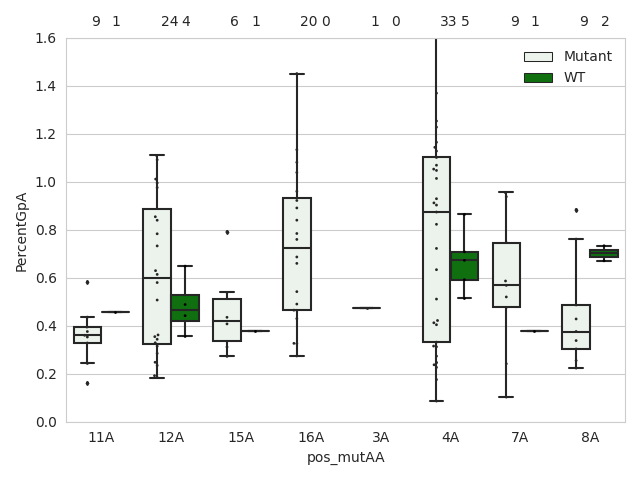 9 1 24 4 6 1 20 0 1 0 33 5 9 1 9 2
1.6
1.4
1.2
1.0
0.8
0.6
0.4
0.2
0.0
PercentGpA
Mutant
WT
11A 12A 15A 16A 3A 4A 7A 8A
pos_mutAA